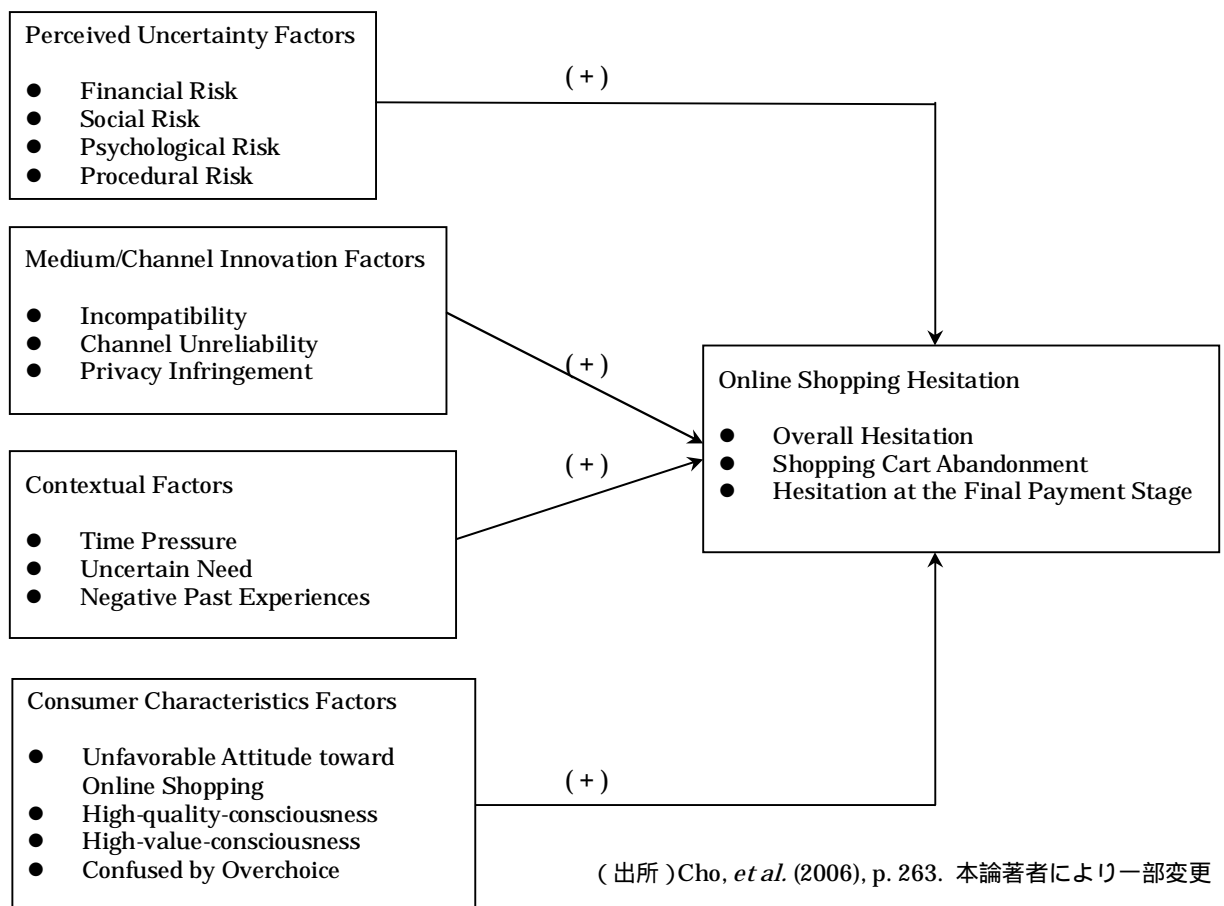 Perceived Uncertainty Factors
● Financial Risk
● Social Risk
● Psychological Risk
● Procedural Risk
( + )
Medium/Channel Innovation Factors
● Incompatibility
● Channel Unreliability
● Privacy Infringement
( + )
Contextual Factors
● Time Pressure
● Uncertain Need
● Negative Past Experiences
( + )
Consumer Characteristics Factors
● Unfavorable Attitude toward
Online Shopping
● High-quality-consciousness
● High-value-consciousness
● Confused by Overchoice
( + )
Online Shopping Hesitation
● Overall Hesitation
● Shopping Cart Abandonment
● Hesitation at the Final Payment Stage
( 出所 ) Cho, et al. (2006), p. 263. 本論著者により一部変更